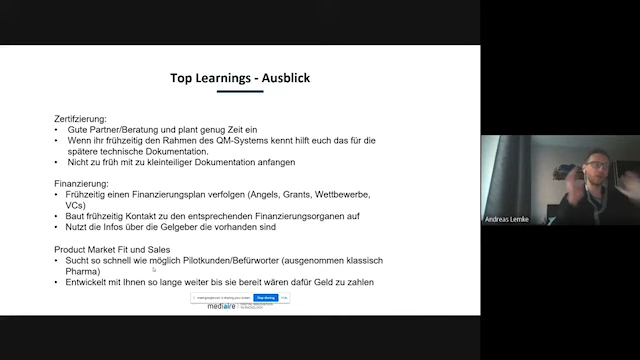 Top Learnings - Ausblick
Zertifzierung:
• Gute Partner/Beratung und plant genug Zeit ein
• Wenn ihr frühzeitig den Rahmen des QM-Systems kennt hilft euch das für die
spätere technische Dokumentation.
• Nicht zu früh mit zu kleinteiliger Dokumentation anfangen
Finanzierung:
• Frühzeitig einen Finanzierungsplan verfolgen (Angels, Grants, Wettbewerbe,
VCs)
• Baut frühzeitig Kontakt zu den entsprechenden Finanzierungsorganen auf
• Nutzt die Infos über die Gelgeber die vorhanden sind
Product Market Fit und Sales
• Sucht so schnell wie möglich Pilotkunden/Befürworter (ausgenommen klassisch
Pharma)
• Entwickelt mit Ihnen so lange weiter bis sie bereit wären dafür Geld zu zahlen
Stop sharing
Hide
mediaire
Andreas Lemke